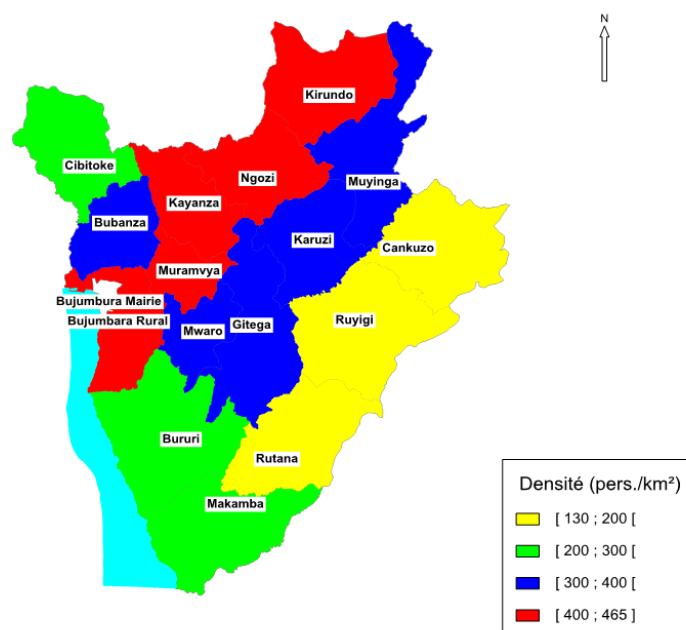 N
Kirundo
Cibitoke
Ngozi
Muyinga
Kayanza
Bubanza
Karuzi
Cankuzo
Muramvya
Bujumbura Mairie
Bujumbara Rural
Mwaro
Gitega
Ruyigi
Bururi
Rutana
Makamba
Densité (pers./km²)
[ 130 ; 200 [
[ 200 ; 300 [
[ 300 ; 400 [
[ 400 ; 465 ]